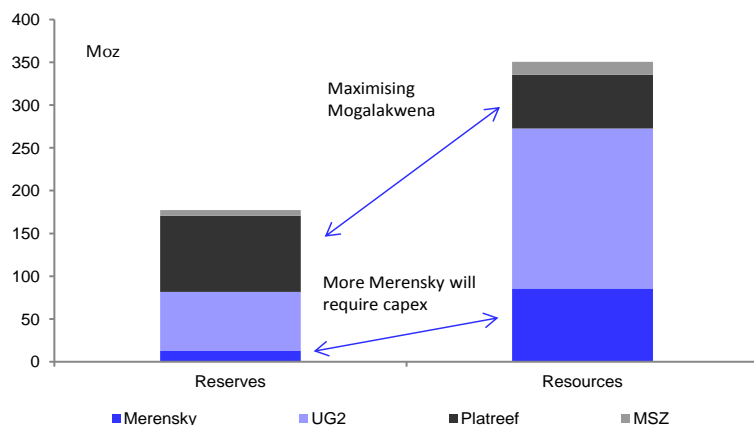 400
350
300
250
200
150
100
50
0
Moz
Maximising
Mogalakwena
More Merensky will
require capex
Reserves
Resources
Merensky
UG2
Platreef
MSZ